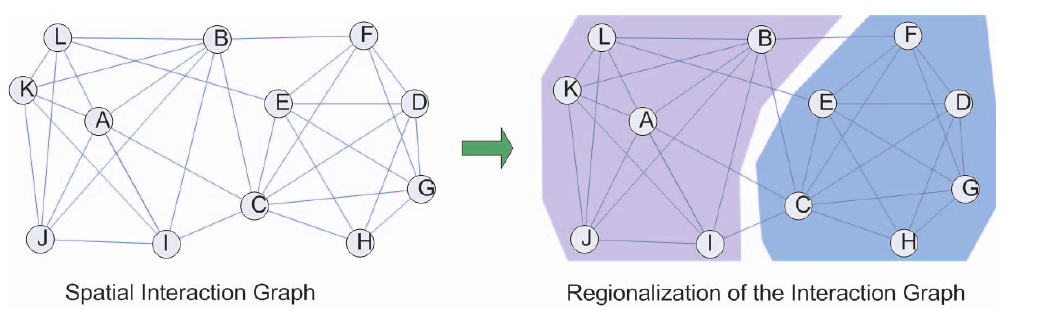 L B F L B F
K E D K E D
A A
C G C G
J I H J I H
Spatial Interaction Graph Regionalization of the Interaction Graph